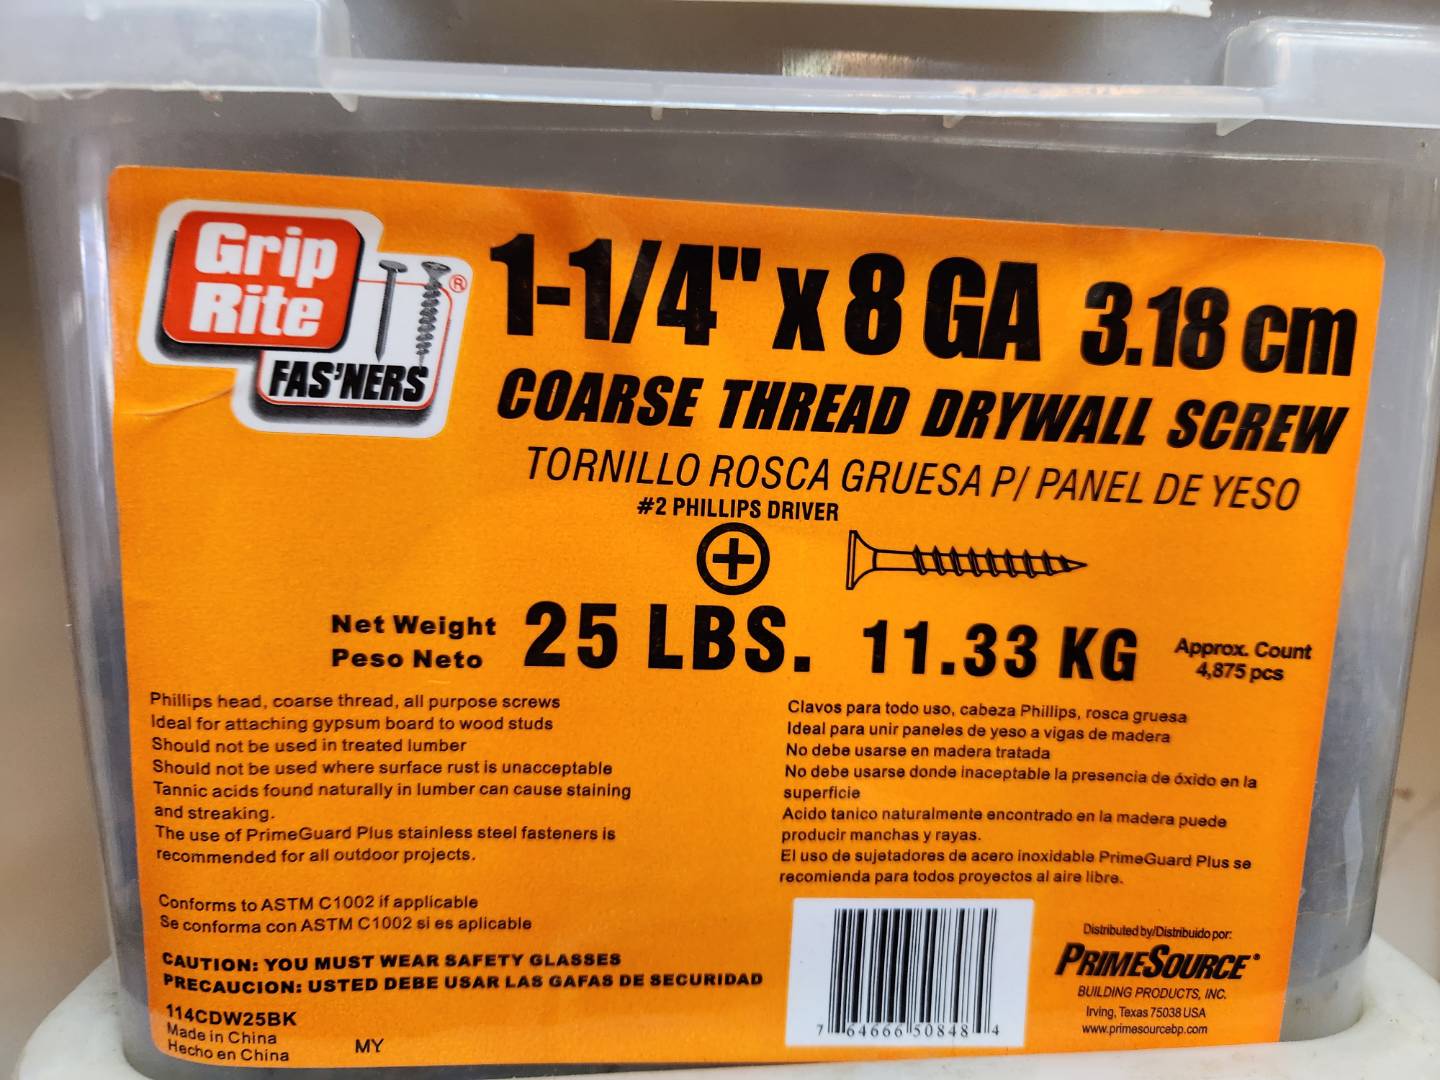 Grip
Rite
FAS'NERS
®
1-1/4" x 8 GA 3.18 cm
COARSE THREAD DRYWALL SCREW
TORNILLO ROSCA GRUESA P/ PANEL DE YESO
#2 PHILLIPS DRIVER
Net Weight
Peso Neto
25 LBS. 11.33 KG
Approx. Count
4,875 pcs
Phillips head, coarse thread, all purpose screws
Ideal for attaching gypsum board to wood studs
Should not be used in treated lumber
Should not be used where surface rust is unacceptable
Tannic acids found naturally in lumber can cause staining
and streaking.
The use of PrimeGuard Plus stainless steel fasteners is
recommended for all outdoor projects.
Clavos para todo uso, cabeza Phillips, rosca gruesa
Ideal para unir paneles de yeso a vigas de madera
No debe usarse en madera tratada
No debe usarse donde inaceptable la presencia de óxido en la
superficie
Acido tanico naturalmente encontrado en la madera puede
producir manchas y rayas.
El uso de sujetadores de acero inoxidable PrimeGuard Plus se
recomienda para todos proyectos al aire libre.
Conforms to ASTM C1002 if applicable
Se conforma con ASTM C1002 si es aplicable
CAUTION: YOU MUST WEAR SAFETY GLASSES
PRECAUCION: USTED DEBE USAR LAS GAFAS DE SECURIDAD
114CDW25BK
Made in China
Hecho en China
MY
7 64666 50848 4
Distributed by/Distribuido por:
PRIMESOURCE®
BUILDING PRODUCTS, INC.
Irving, Texas 75038 USA
www.primesourcebp.com